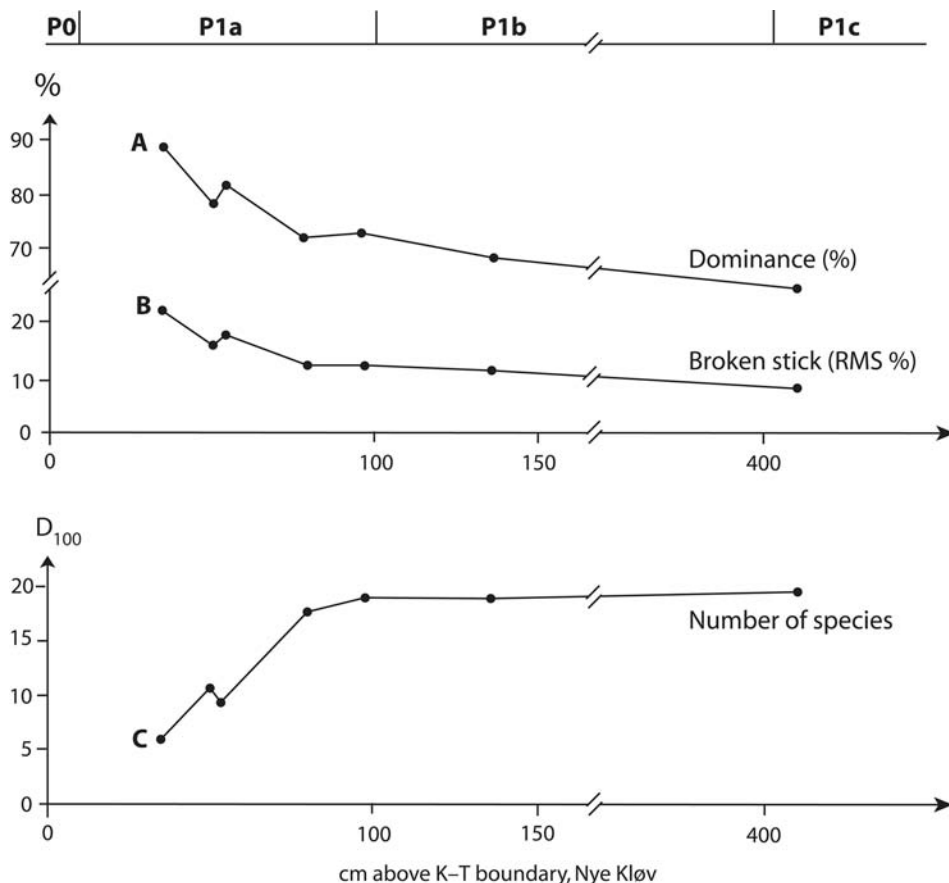 P0 P1a P1b P1c
%
90
A
80
70
Dominance (%)
B
20
Broken stick (RMS %)
10
0
0 100 150 400
D100
20
Number of species
15
10
C
5
0
0 100 150 400
cm above K–T boundary, Nye Kløv